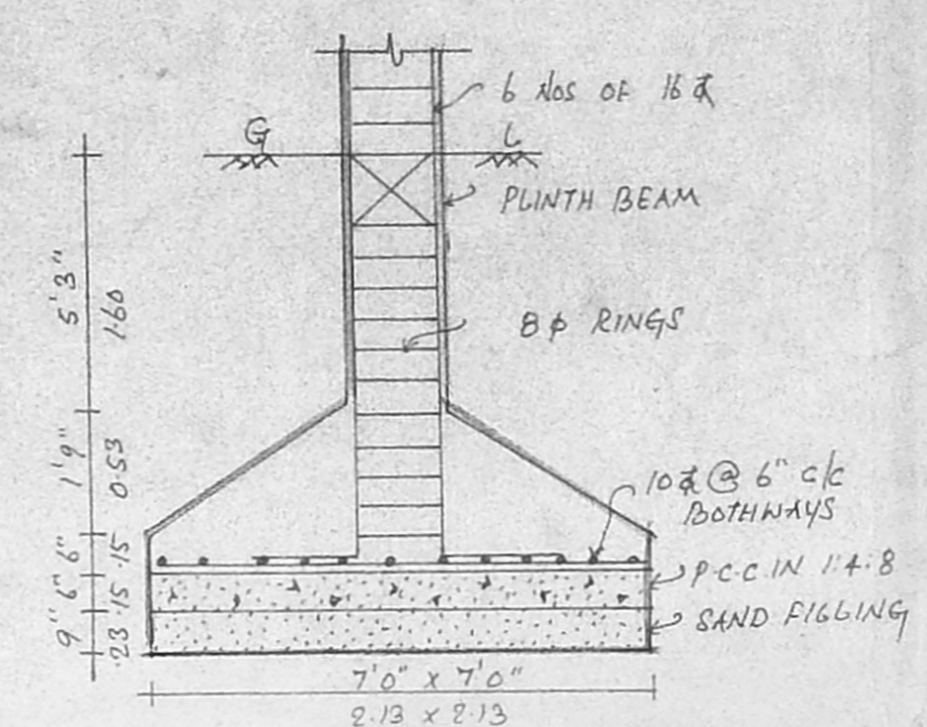 6 NOS OF 16 Φ
G L
PLINTH BEAM
8 φ RINGS
10 Φ @ 6" c/c
BOTHWAYS
P.C.C. IN 1:4:8
SAND FIGLING
5'3"
1.60
1'9"
0.53
6"
.15
6"
.15
9"
.23
7'0" x 7'0"
2.13 x 2.13